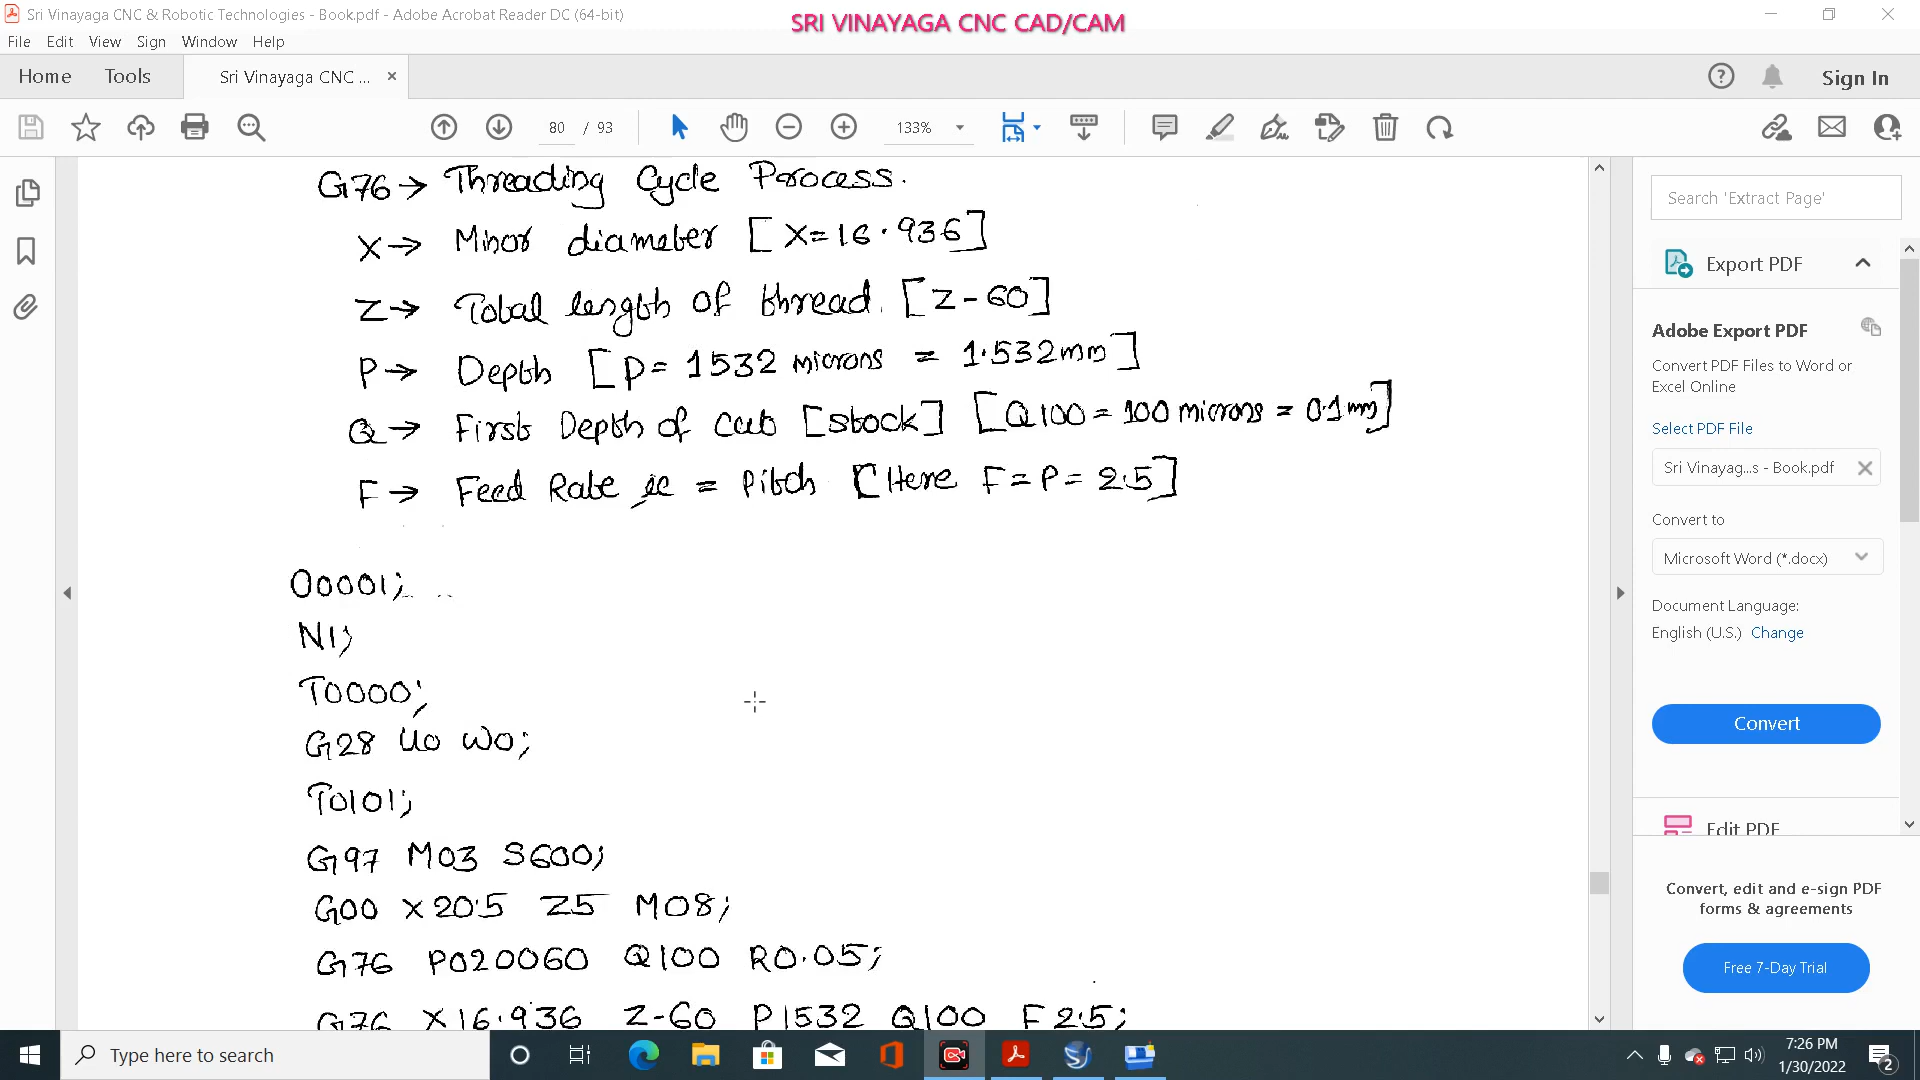 Sri Vinayaga CNC & Robotic Technologies - Book.pdf - Adobe Acrobat Reader DC (64-bit)
SRI VINAYAGA CNC CAD/CAM
File Edit View Sign Window Help
Home Tools Sri Vinayaga CNC ... × Sign In
80 / 93 133%
G76 → Threading Cycle Process.
X → Minor diameter [X=16.936]
Z → Total length of thread. [Z-60]
P → Depth [P= 1532 microns = 1.532mm]
Q → First Depth of cut [stock] [Q100 = 100 microns = 0.1mm]
F → Feed Rate ie = Pitch [Here F=P= 2.5]
O0001;
N1;
T0000;
G28 U0 W0;
T0101;
G97 M03 S600;
G00 X20.5 Z5 M08;
G76 P020060 Q100 R0.05;
G76 X16.936 Z-60 P1532 Q100 F2.5;
Search 'Extract Page'
Export PDF
Adobe Export PDF
Convert PDF Files to Word or
Excel Online
Select PDF File
Sri Vinayag...s - Book.pdf
Convert to
Microsoft Word (*.docx)
Document Language:
English (U.S.) Change
Convert
Edit PDF
Convert, edit and e-sign PDF
forms & agreements
Free 7-Day Trial
Type here to search
7:26 PM
1/30/2022
2